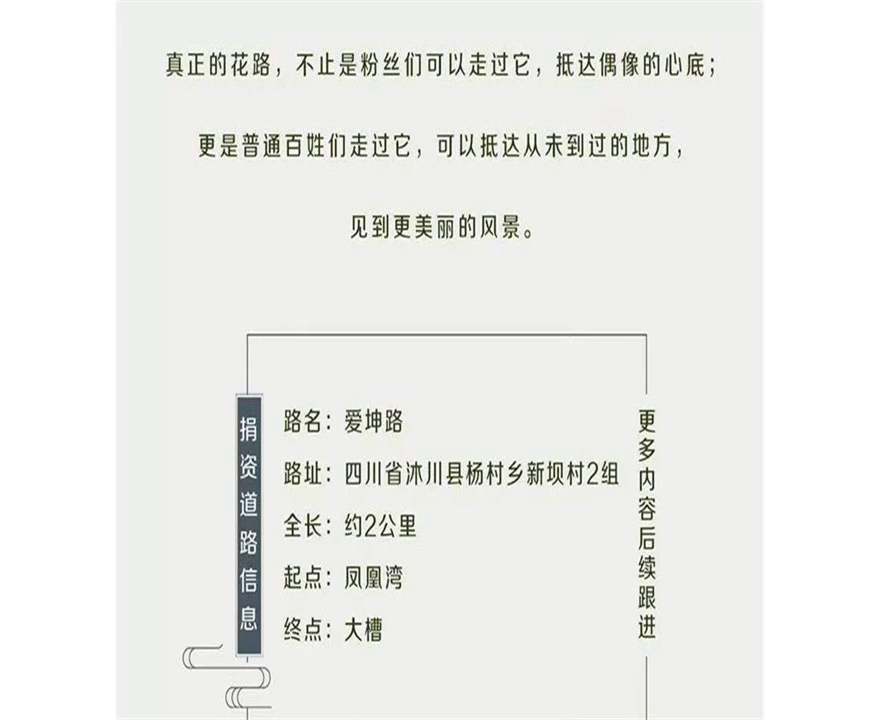 真正的花路，不止是粉丝们可以走过它，抵达偶像的心底；
更是普通百姓们走过它，可以抵达从未到过的地方，
见到更美丽的风景。
捐资道路信息
路名：爱坤路
路址：四川省沐川县杨村乡新坝村2组
全长：约2公里
起点：凤凰湾
终点：大槽
更多内容后续跟进